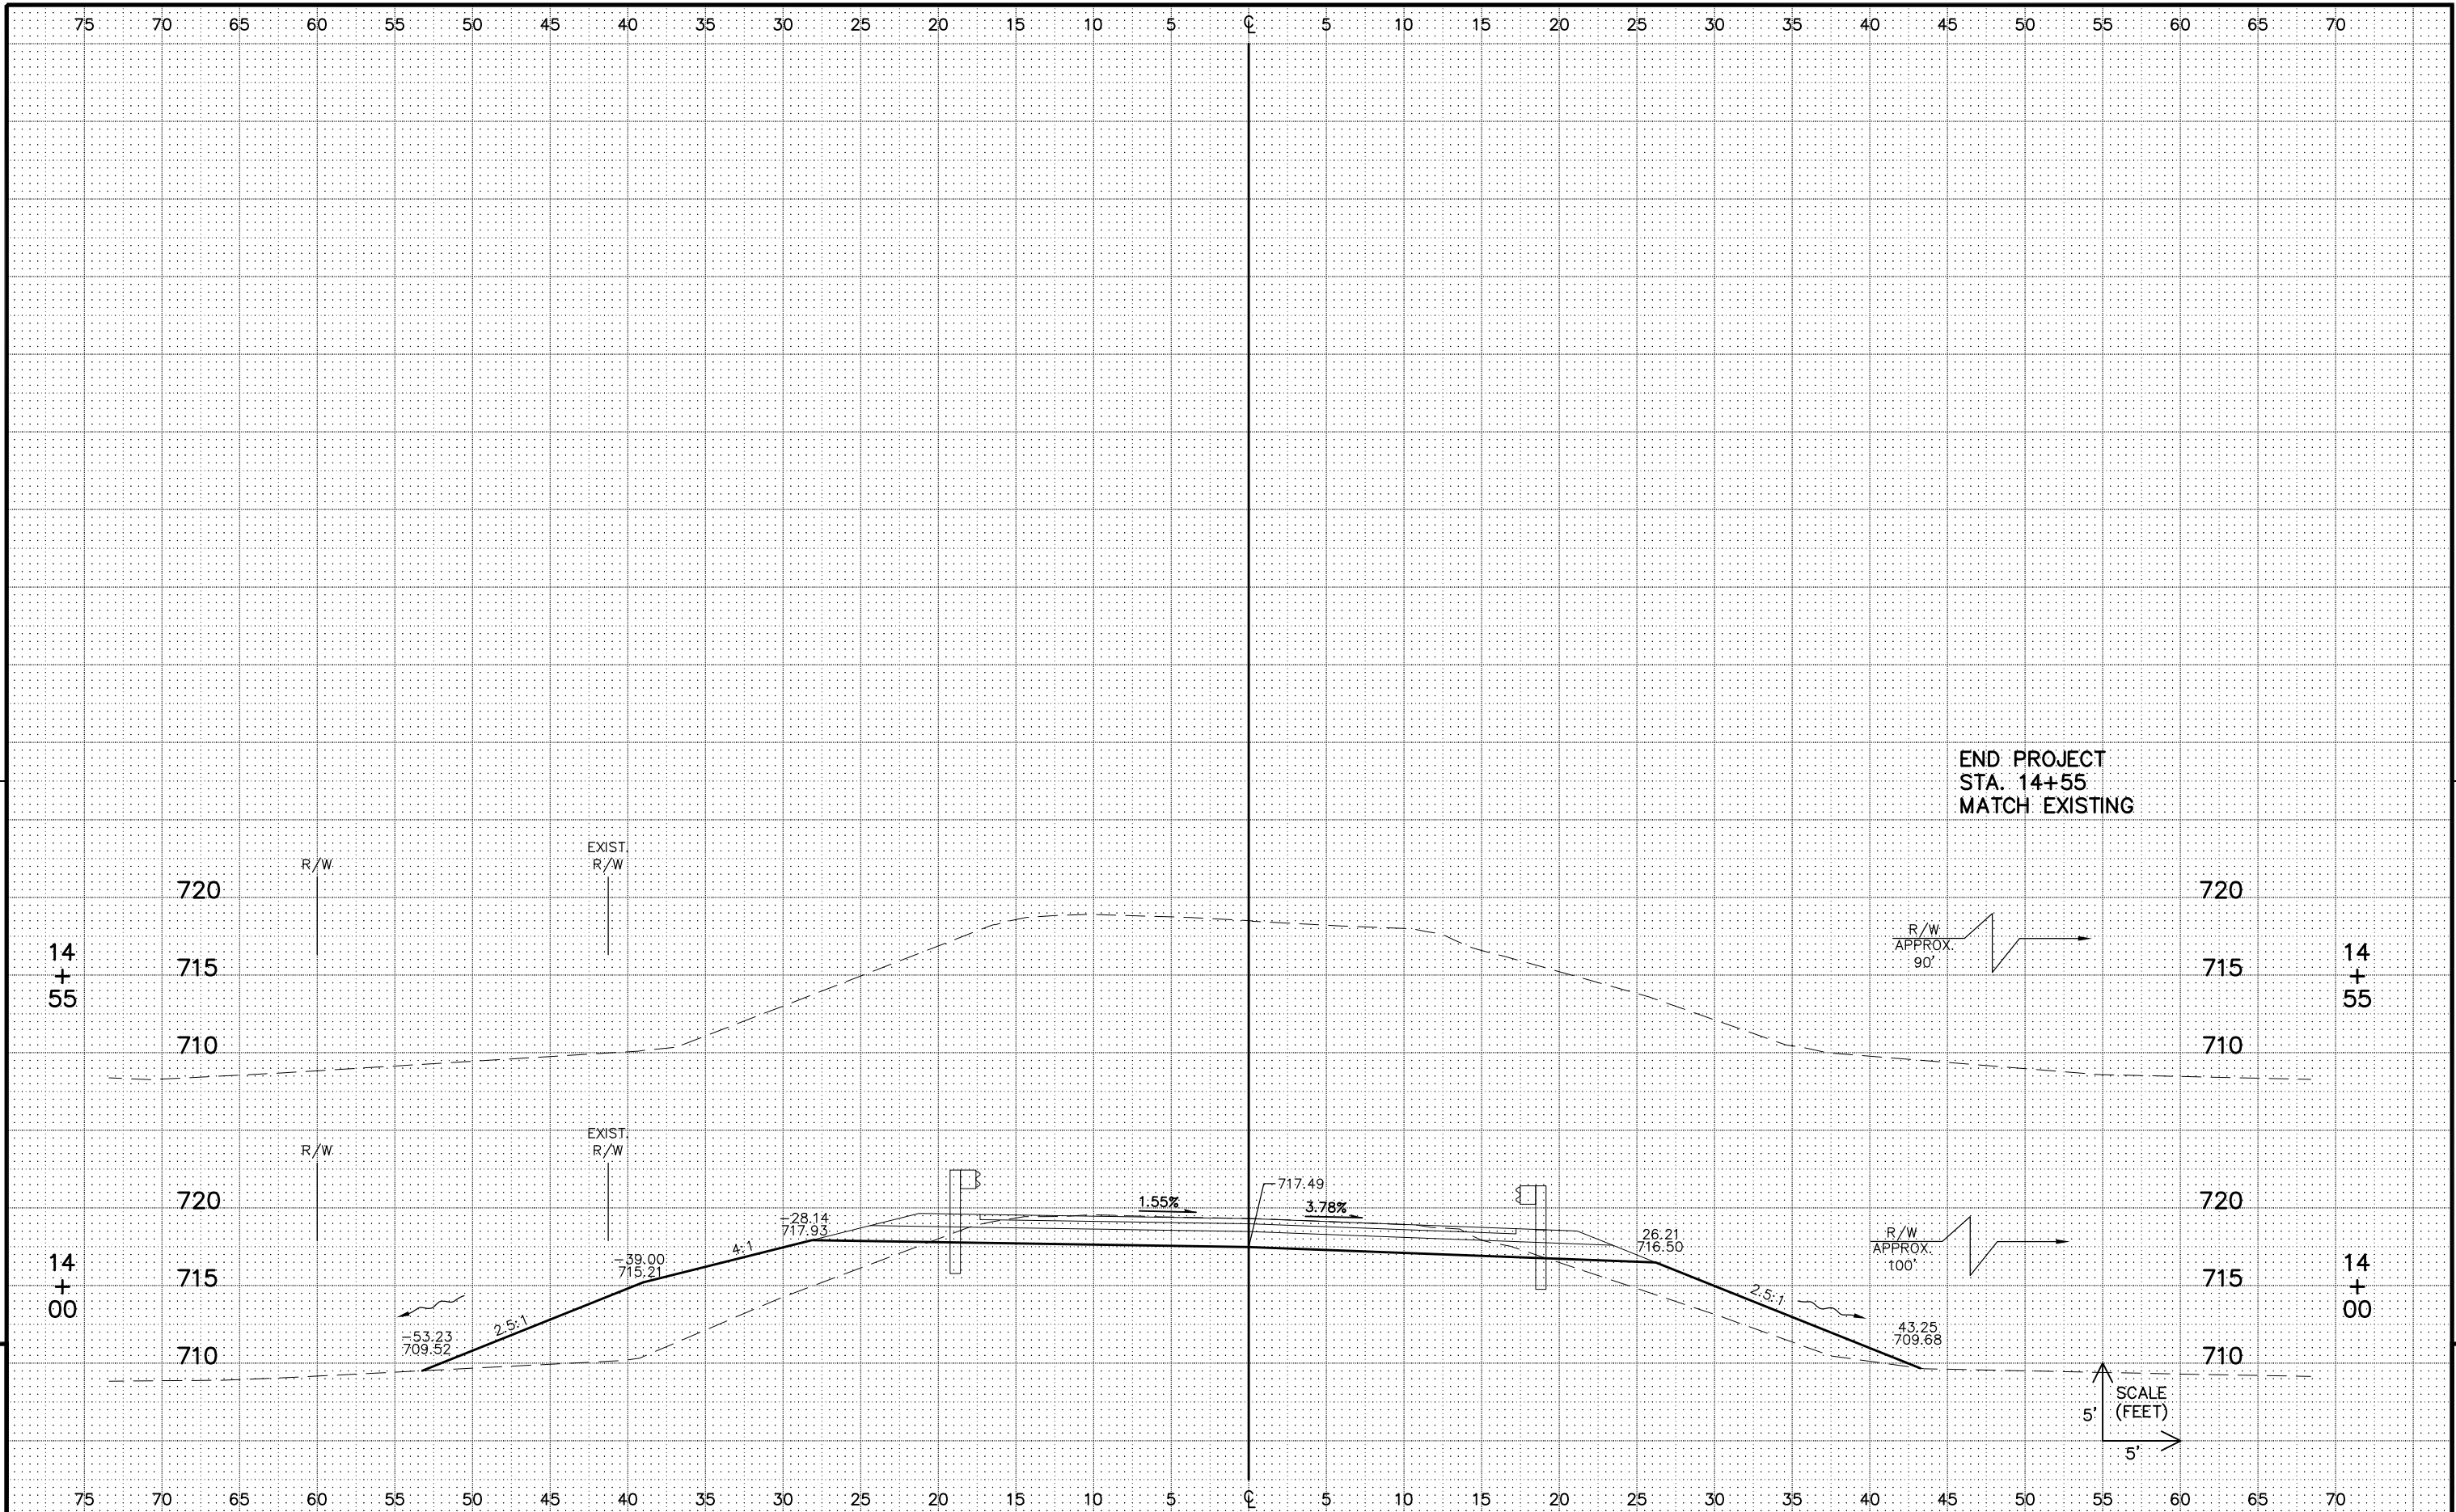 75 70 65 60 55 50 45 40 35 30 25 20 15 10 5 ℄ 5 10 15 20 25 30 35 40 45 50 55 60 65 70
END PROJECT
STA. 14+55
MATCH EXISTING
R/W
EXIST.
R/W
720
720
R/W
APPROX.
90'
14
+
55
715
715
14
+
55
710
710
R/W
EXIST.
R/W
720
720
1.55%
717.49
3.78%
-28.14
717.93
4:1
-39.00
715.21
26.21
716.50
R/W
APPROX.
100'
14
+
00
715
715
14
+
00
2.5:1
2.5:1
-53.23
709.52
43.25
709.68
710
710
SCALE
(FEET)
5'
5'
75 70 65 60 55 50 45 40 35 30 25 20 15 10 5 ℄ 5 10 15 20 25 30 35 40 45 50 55 60 65 70